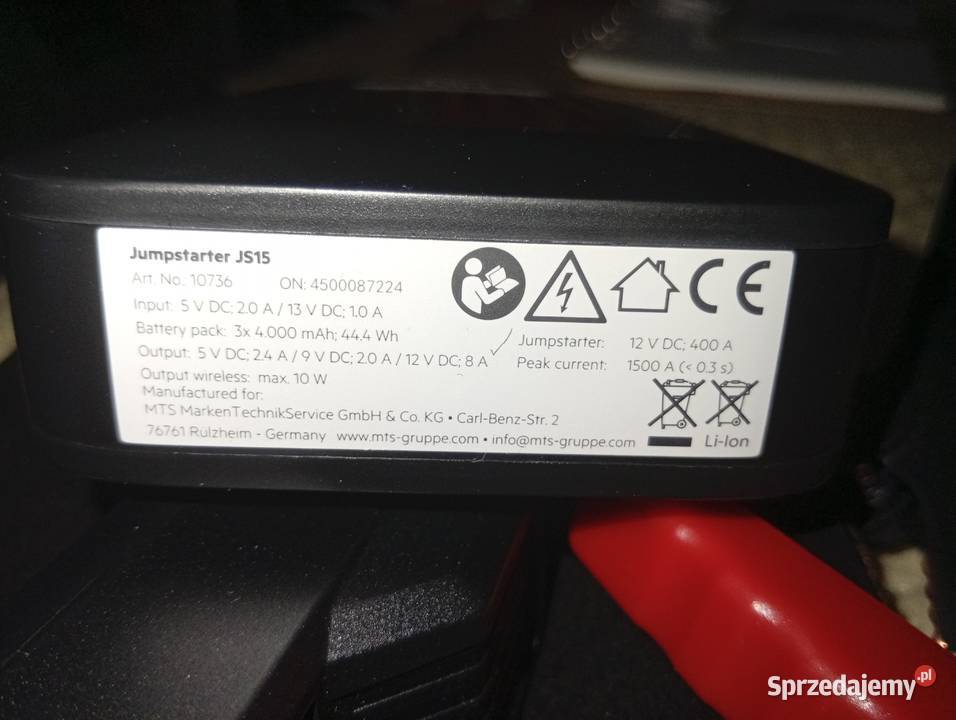 Jumpstarter JS15
Art. No.: 10736 ON: 4500087224
Input: 5 V DC; 2.0 A / 13 V DC; 1.0 A
Battery pack: 3x 4.000 mAh; 44.4 Wh
Output: 5 V DC; 2.4 A / 9 V DC; 2.0 A / 12 V DC; 8 A
Output wireless: max. 10 W
Manufactured for:
MTS MarkenTechnikService GmbH & Co. KG • Carl-Benz-Str. 2
76761 Rülzheim - Germany www.mts-gruppe.com • info@mts-gruppe.com
Jumpstarter: 12 V DC; 400 A
Peak current: 1500 A (< 0.3 s)
CE
Li-Ion
Sprzedajemy.pl